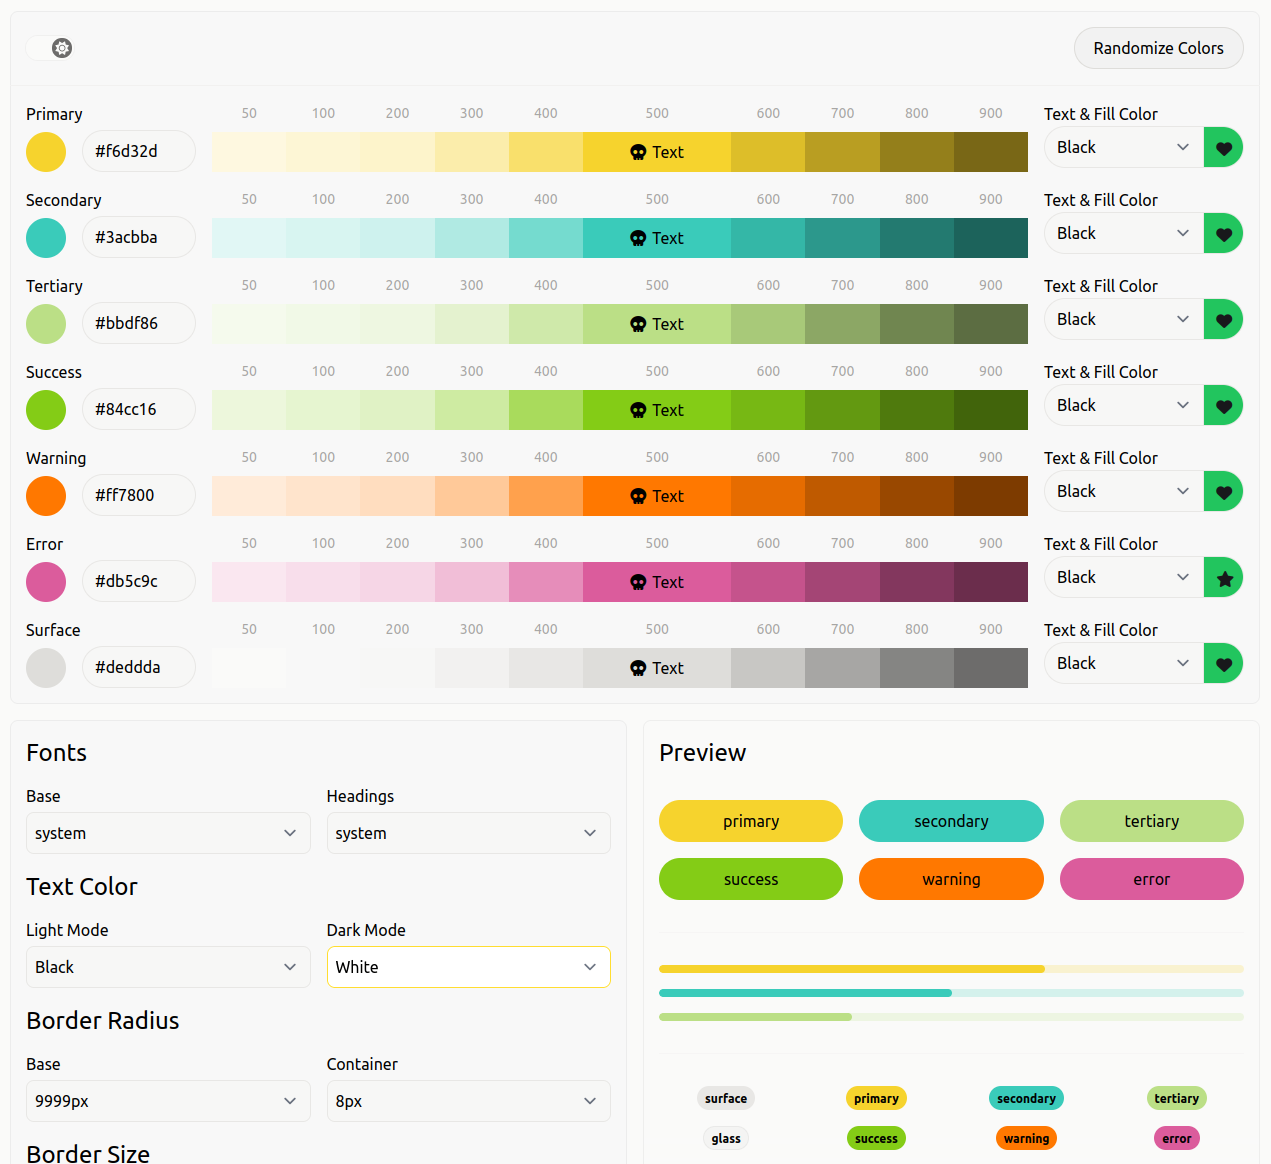 Randomize Colors
Primary 50 100 200 300 400 500 600 700 800 900 Text & Fill Color
#f6d32d Text Black
Secondary 50 100 200 300 400 500 600 700 800 900 Text & Fill Color
#3acbba Text Black
Tertiary 50 100 200 300 400 500 600 700 800 900 Text & Fill Color
#bbdf86 Text Black
Success 50 100 200 300 400 500 600 700 800 900 Text & Fill Color
#84cc16 Text Black
Warning 50 100 200 300 400 500 600 700 800 900 Text & Fill Color
#ff7800 Text Black
Error 50 100 200 300 400 500 600 700 800 900 Text & Fill Color
#db5c9c Text Black
Surface 50 100 200 300 400 500 600 700 800 900 Text & Fill Color
#deddda Text Black
Fonts
Base Headings
system system
Text Color
Light Mode Dark Mode
Black White
Border Radius
Base Container
9999px 8px
Border Size
Preview
primary secondary tertiary
success warning error
surface primary secondary tertiary
glass success warning error